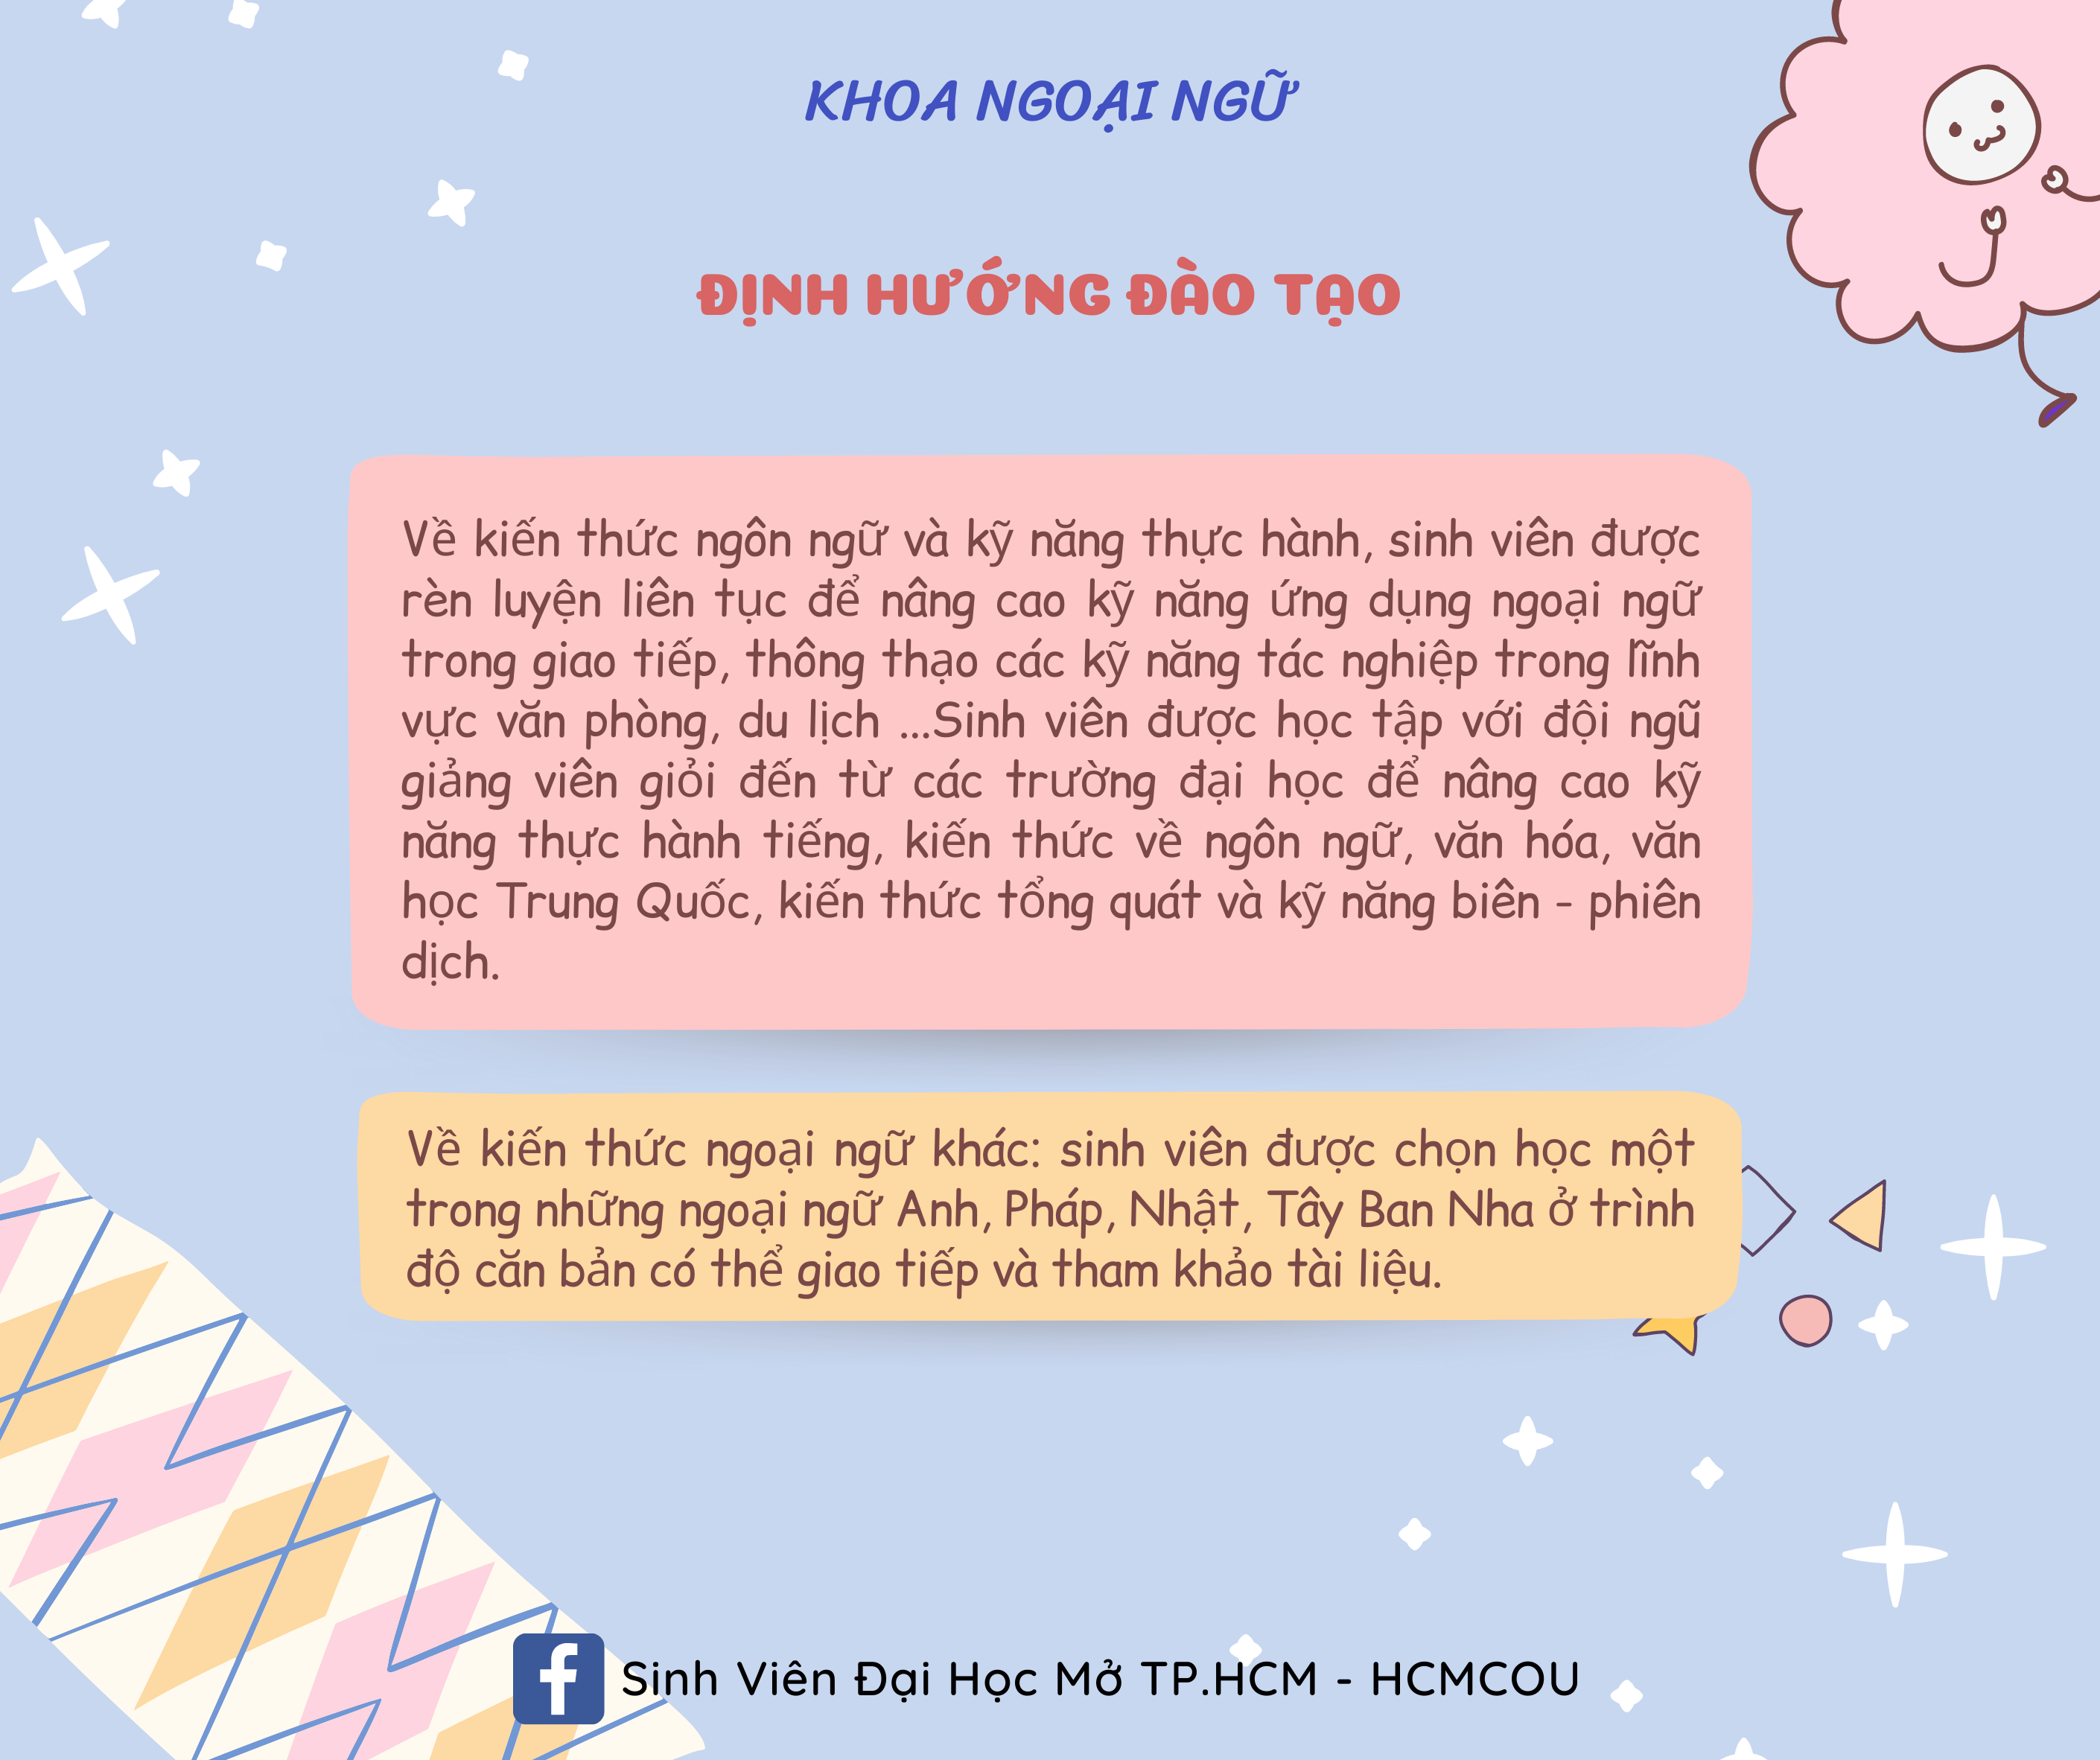 KHOA NGOẠI NGỮ
ĐỊNH HƯỚNG ĐÀO TẠO
Về kiến thức ngôn ngữ và kỹ năng thực hành, sinh viên được
rèn luyện liên tục để nâng cao kỹ năng ứng dụng ngoại ngữ
trong giao tiếp, thông thạo các kỹ năng tác nghiệp trong lĩnh
vực văn phòng, du lịch ...Sinh viên được học tập với đội ngũ
giảng viên giỏi đến từ các trường đại học để nâng cao kỹ
năng thực hành tiếng, kiến thức về ngôn ngữ, văn hóa, văn
học Trung Quốc, kiến thức tổng quát và kỹ năng biên - phiên
dịch.
Về kiến thức ngoại ngữ khác: sinh viên được chọn học một
trong những ngoại ngữ Anh, Pháp, Nhật, Tây Ban Nha ở trình
độ căn bản có thể giao tiếp và tham khảo tài liệu.
Sinh Viên Đại Học Mở TP.HCM - HCMCOU